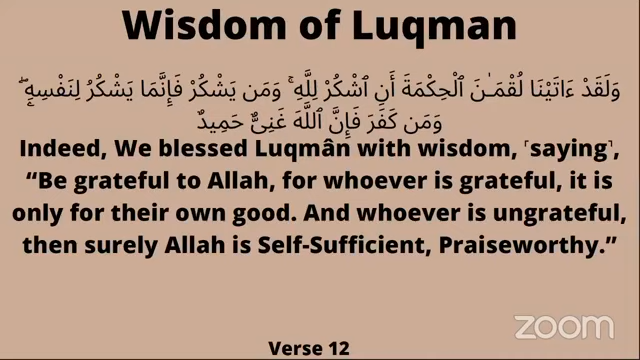 Wisdom of Luqman
وَلَقَدْ ءَاتَيْنَا لُقْمَـٰنَ ٱلْحِكْمَةَ أَنِ ٱشْكُرْ لِلَّهِ ۚ وَمَن يَشْكُرْ فَإِنَّمَا يَشْكُرُ لِنَفْسِهِۦ ۖ
وَمَن كَفَرَ فَإِنَّ ٱللَّهَ غَنِىٌّ حَمِيدٌ
Indeed, We blessed Luqmân with wisdom, ˹saying˺,
“Be grateful to Allah, for whoever is grateful, it is
only for their own good. And whoever is ungrateful,
then surely Allah is Self-Sufficient, Praiseworthy.”
zoom
Verse 12